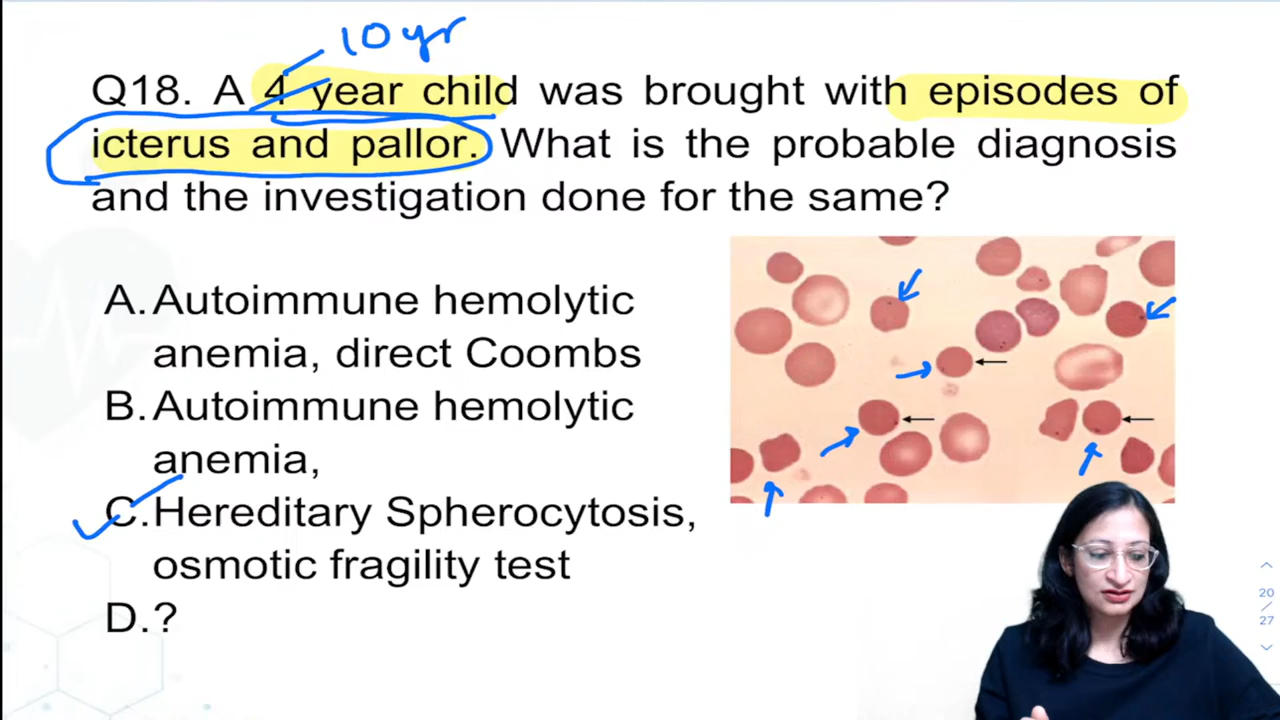 10 yr
Q18. A 4 year child was brought with episodes of
icterus and pallor. What is the probable diagnosis
and the investigation done for the same?
A. Autoimmune hemolytic
anemia, direct Coombs
B. Autoimmune hemolytic
anemia,
C. Hereditary Spherocytosis,
osmotic fragility test
D. ?
20
/
27